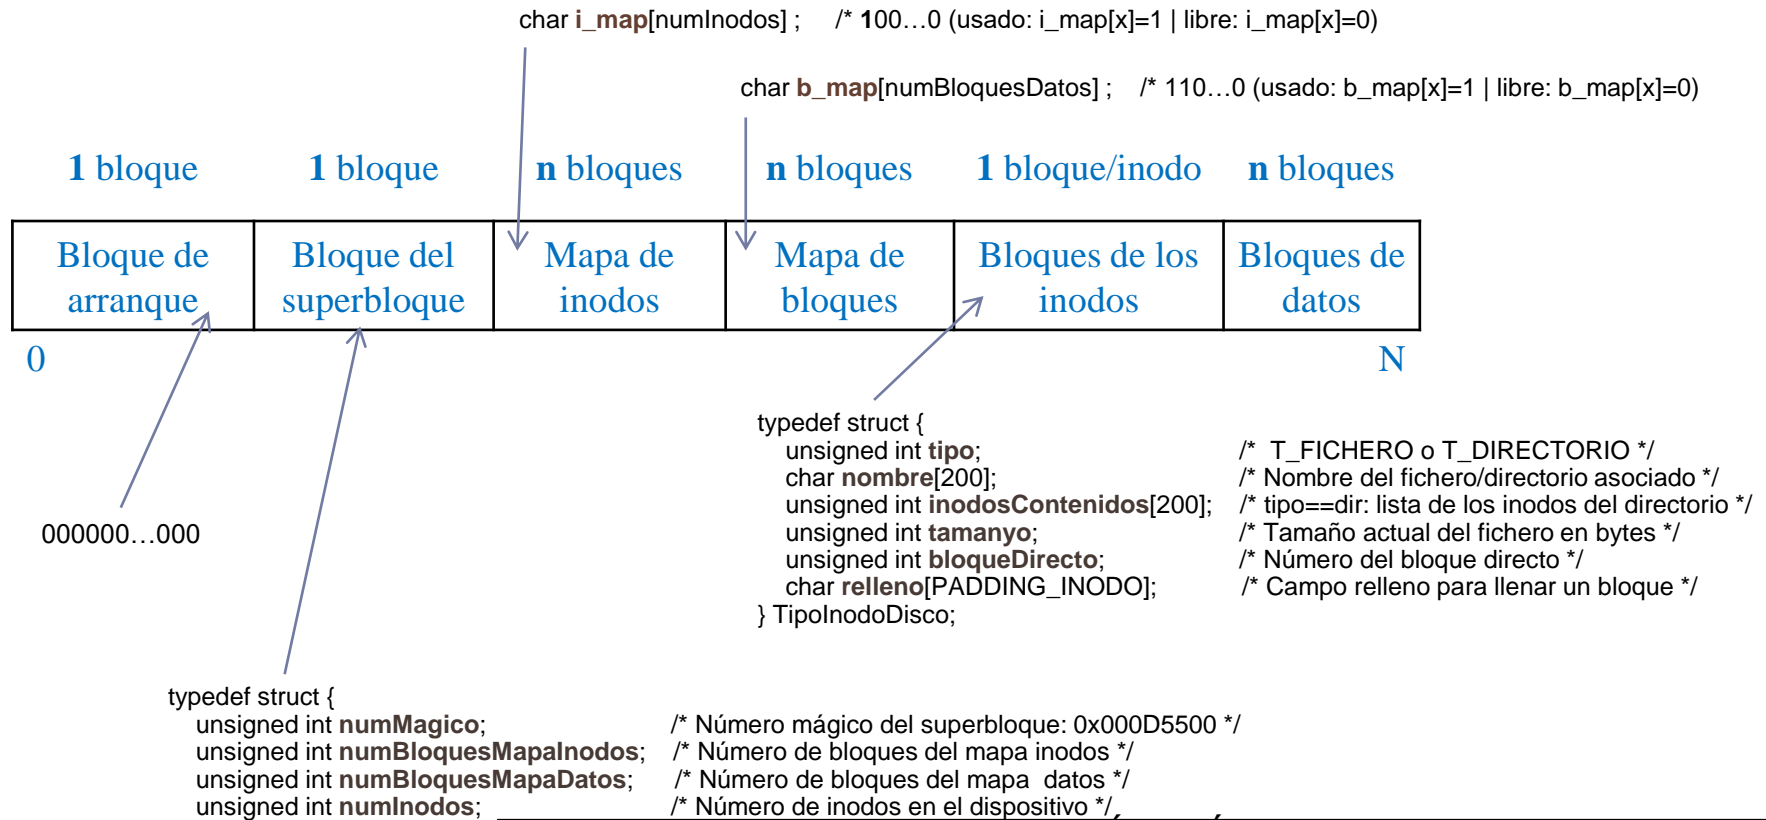 char i_map[numInodos] ; /* 100…0 (usado: i_map[x]=1 | libre: i_map[x]=0)
char b_map[numBloquesDatos] ; /* 110…0 (usado: b_map[x]=1 | libre: b_map[x]=0)
1 bloque 1 bloque n bloques n bloques 1 bloque/inodo n bloques
Bloque de Bloque del Mapa de Mapa de Bloques de los Bloques de
arranque superbloque inodos bloques inodos datos
0 N
typedef struct {
unsigned int tipo; /* T_FICHERO o T_DIRECTORIO */
char nombre[200]; /* Nombre del fichero/directorio asociado */
unsigned int inodosContenidos[200]; /* tipo==dir: lista de los inodos del directorio */
unsigned int tamanyo; /* Tamaño actual del fichero en bytes */
unsigned int bloqueDirecto; /* Número del bloque directo */
char relleno[PADDING_INODO]; /* Campo relleno para llenar un bloque */
} TipoInodoDisco;
000000…000
typedef struct {
unsigned int numMagico; /* Número mágico del superbloque: 0x000D5500 */
unsigned int numBloquesMapaInodos; /* Número de bloques del mapa inodos */
unsigned int numBloquesMapaDatos; /* Número de bloques del mapa datos */
unsigned int numInodos; /* Número de inodos en el dispositivo */